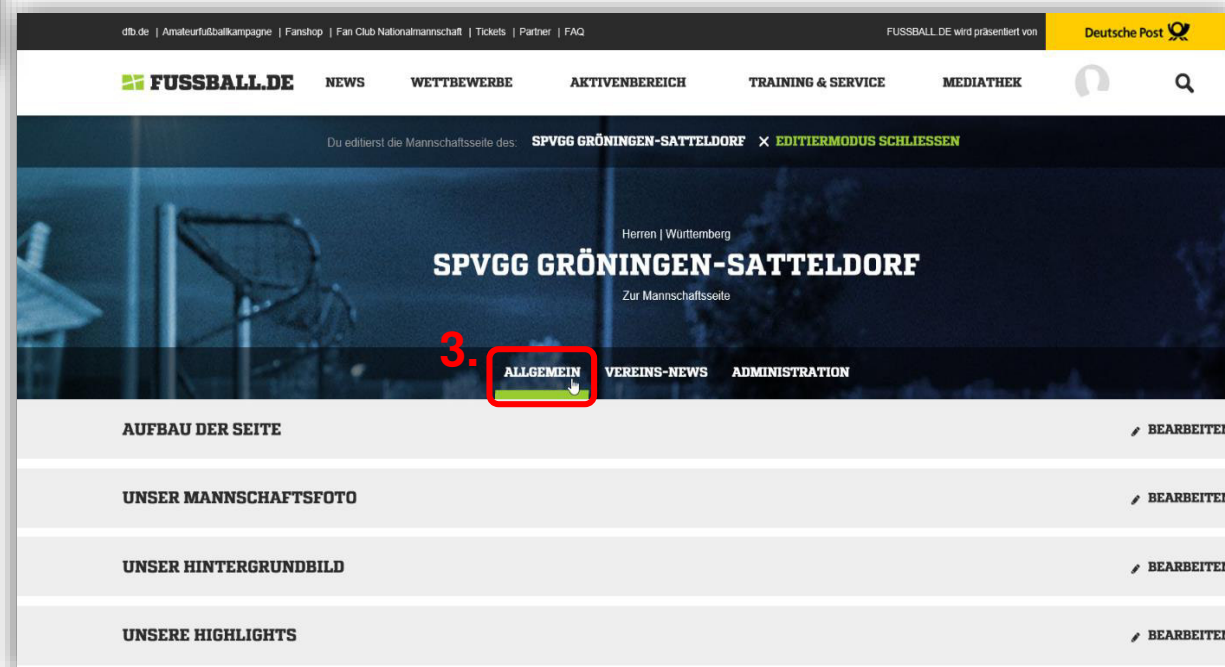 dfb.de | Amateurfußballkampagne | Fanshop | Fan Club Nationalmannschaft | Tickets | Partner | FAQ FUSSBALL.DE wird präsentiert von Deutsche Post
FUSSBALL.DE NEWS WETTBEWERBE AKTIVENBEREICH TRAINING & SERVICE MEDIATHEK
Du editierst die Mannschaftsseite des: SPVGG GRÖNINGEN-SATTELDORF X EDITIERMODUS SCHLIESSEN
Herren | Württemberg
SPVGG GRÖNINGEN-SATTELDORF
Zur Mannschaftsseite
3.
ALLGEMEIN VEREINS-NEWS ADMINISTRATION
AUFBAU DER SEITE BEARBEITEN
UNSER MANNSCHAFTSFOTO BEARBEITEN
UNSER HINTERGRUNDBILD BEARBEITEN
UNSERE HIGHLIGHTS BEARBEITEN